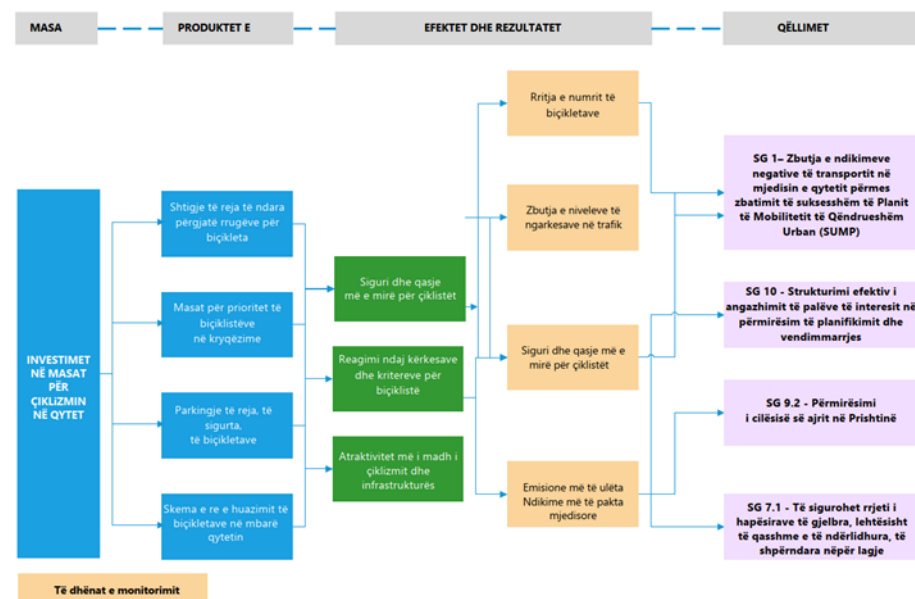 MASA
PRODUKTET E
EFEKTET DHE REZULTATET
QËLLIMET
INVESTIMET
NË MASAT
PËR
ÇIKLIZMIN
NË QYTET
Shtigje të reja të ndara
përgjatë rrugëve për
biçikleta
Masat për prioritet të
biçiklistëve
në kryqëzime
Parkingje të reja, të
sigurta,
të biçikletave
Skema e re e huazimit të
biçikletave në mbarë
qytetin
Siguri dhe qasje
më e mirë për çiklistët
Reagimi ndaj kërkesave
dhe kritereve për
biçiklistë
Atraktivitet më i madh i
çiklizmit dhe
infrastrukturës
Rritja e numrit të
biçikletave
Zbutja e niveleve të
ngarkesave në trafik
Siguri dhe qasje më e
mirë për çiklistët
Emisione më të ulëta
Ndikime më të pakta
mjedisore
SG 1– Zbutja e ndikimeve
negative të transportit në
mjedisin e qytetit përmes
zbatimit të suksesshëm të Planit
të Mobilitetit të Qëndrueshëm
Urban (SUMP)
SG 10 - Strukturimi efektiv i
angazhimit të palëve të interesit në
përmirësim të planifikimit dhe
vendimmarrjes
SG 9.2 - Përmirësimi
i cilësisë së ajrit në Prishtinë
SG 7.1 - Të sigurohet rrjeti i
hapësirave të gjelbra, lehtësisht
të qasshme e të ndërlidhura, të
shpërndara nëpër lagje
Të dhënat e monitorimit